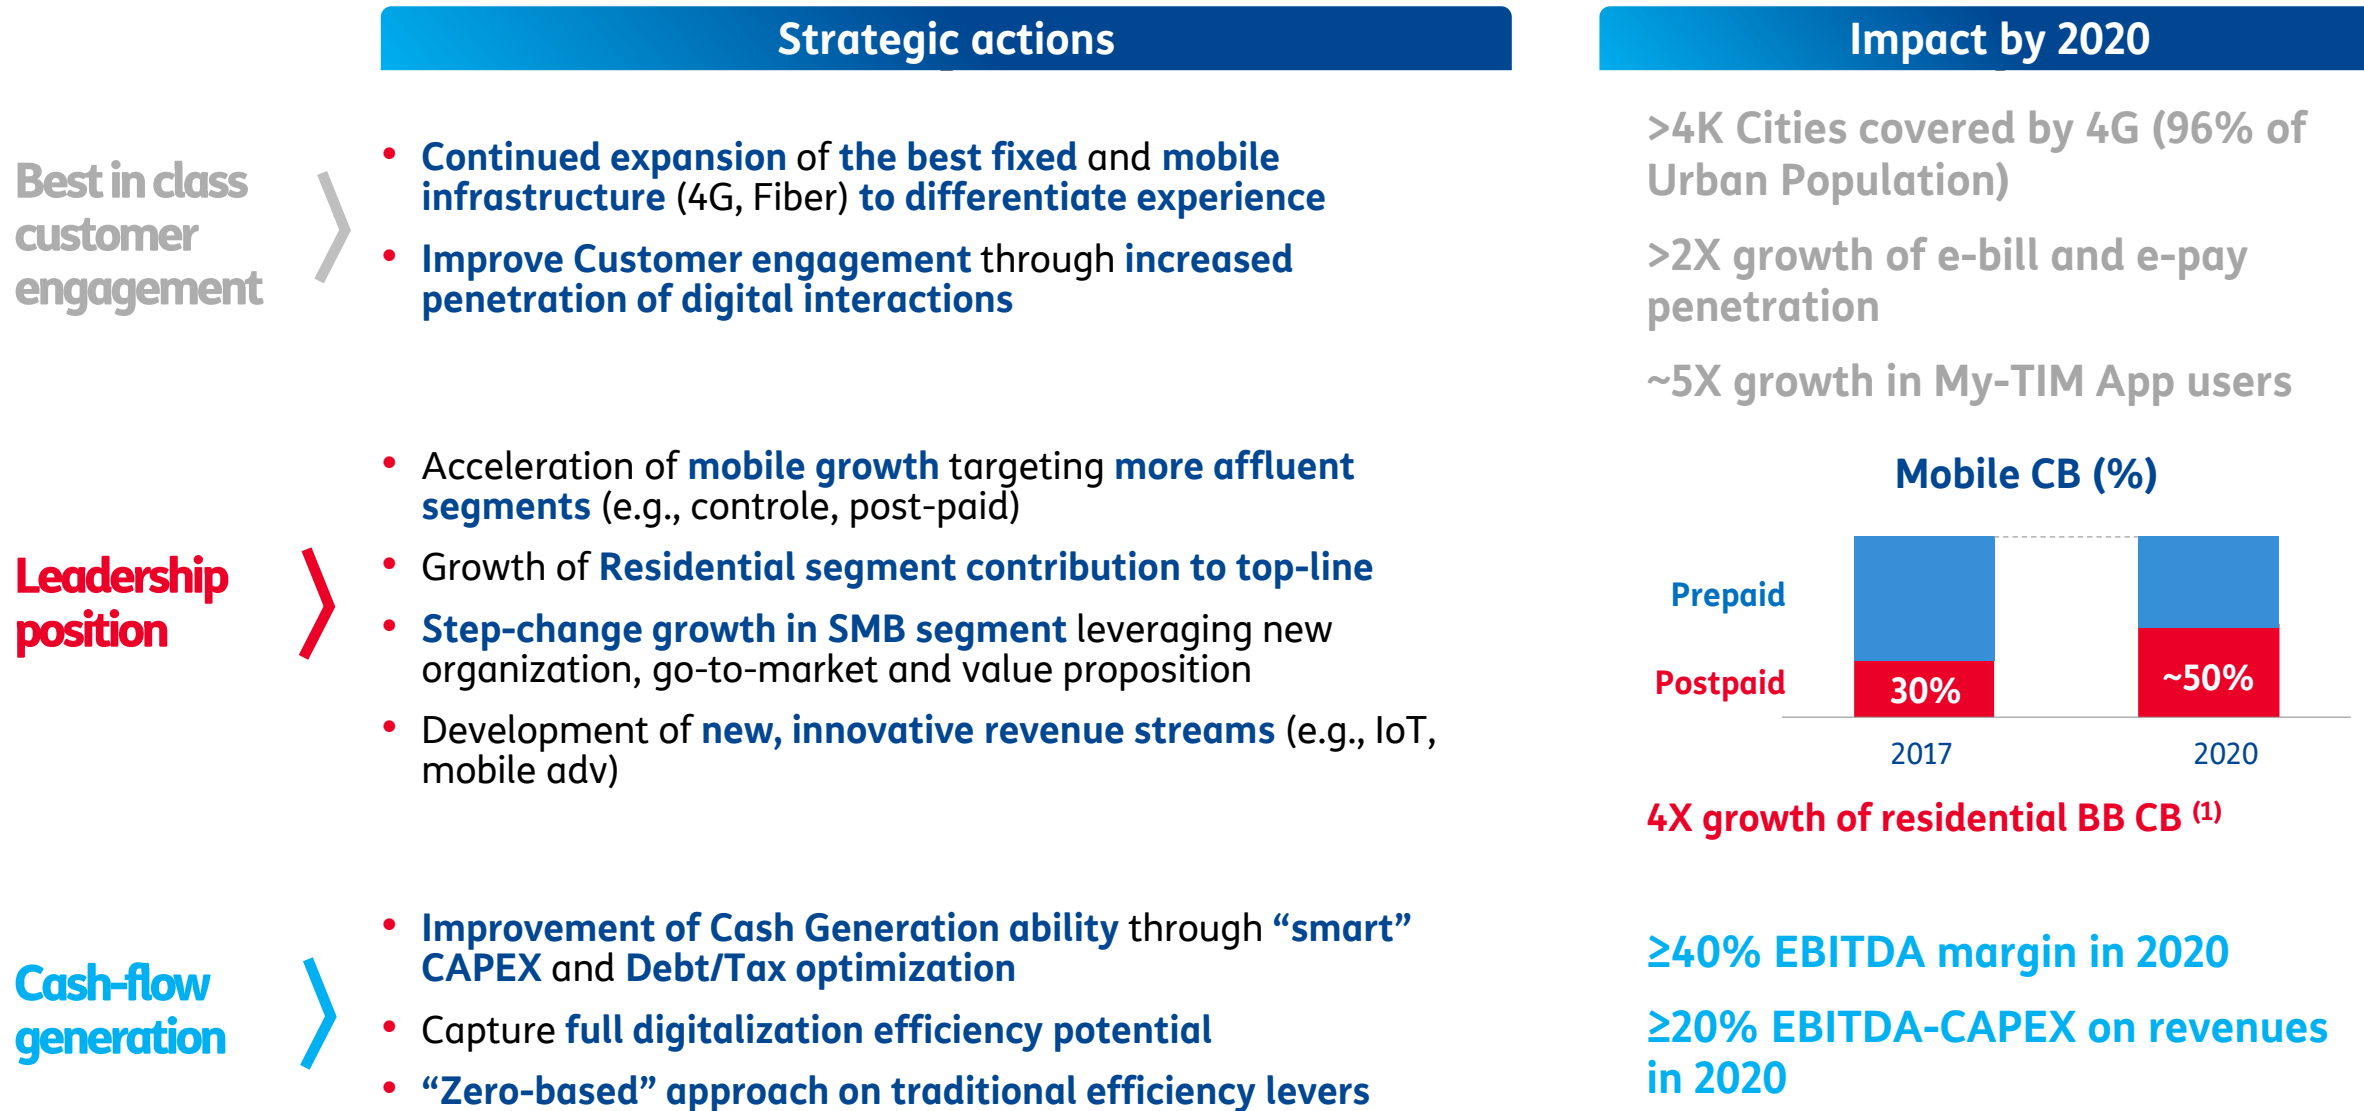 Strategic actions
Impact by 2020
Best in class
customer
engagement
• Continued expansion of the best fixed and mobile
infrastructure (4G, Fiber) to differentiate experience
• Improve Customer engagement through increased
penetration of digital interactions
>4K Cities covered by 4G (96% of
Urban Population)
>2X growth of e-bill and e-pay
penetration
~5X growth in My-TIM App users
Leadership
position
• Acceleration of mobile growth targeting more affluent
segments (e.g., controle, post-paid)
• Growth of Residential segment contribution to top-line
• Step-change growth in SMB segment leveraging new
organization, go-to-market and value proposition
• Development of new, innovative revenue streams (e.g., IoT,
mobile adv)
Mobile CB (%)
Prepaid
Postpaid
30%
~50%
2017
2020
4X growth of residential BB CB (1)
Cash-flow
generation
• Improvement of Cash Generation ability through “smart”
CAPEX and Debt/Tax optimization
• Capture full digitalization efficiency potential
• “Zero-based” approach on traditional efficiency levers
≥40% EBITDA margin in 2020
≥20% EBITDA-CAPEX on revenues
in 2020